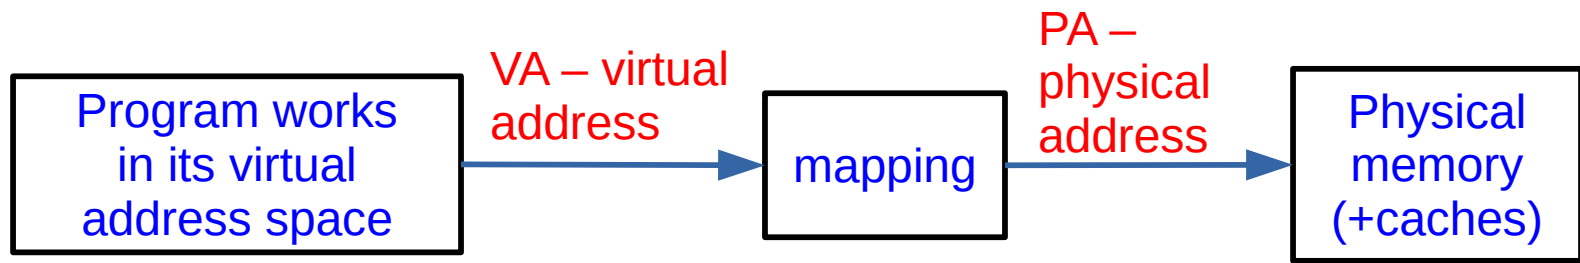 Program works
in its virtual
address space
VA – virtual
address
mapping
PA –
physical
address
Physical
memory
(+caches)